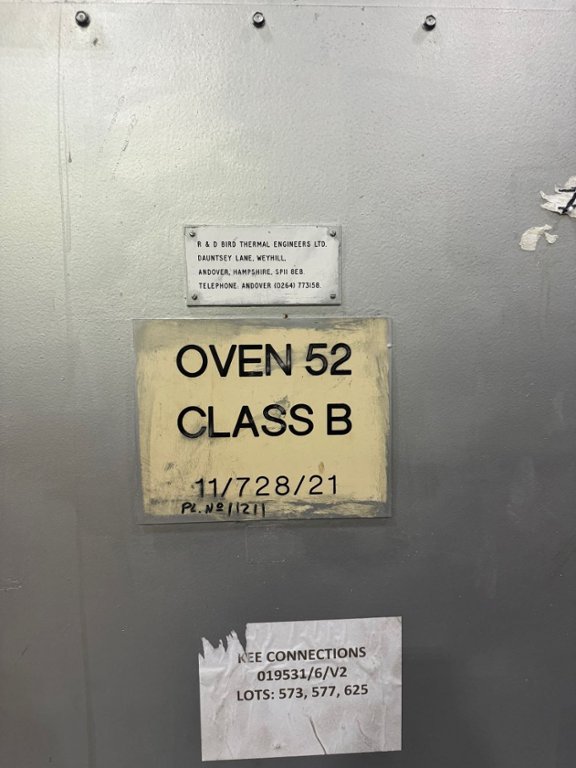 R & D BIRD THERMAL ENGINEERS LTD.
DAUNTSEY LANE, WEYHILL,
ANDOVER, HAMPSHIRE, SP11 0EB.
TELEPHONE: ANDOVER (0264) 773158.
OVEN 52
CLASS B
11/728/21
PL. Nº 11211
KEE CONNECTIONS
019531/6/V2
LOTS: 573, 577, 625